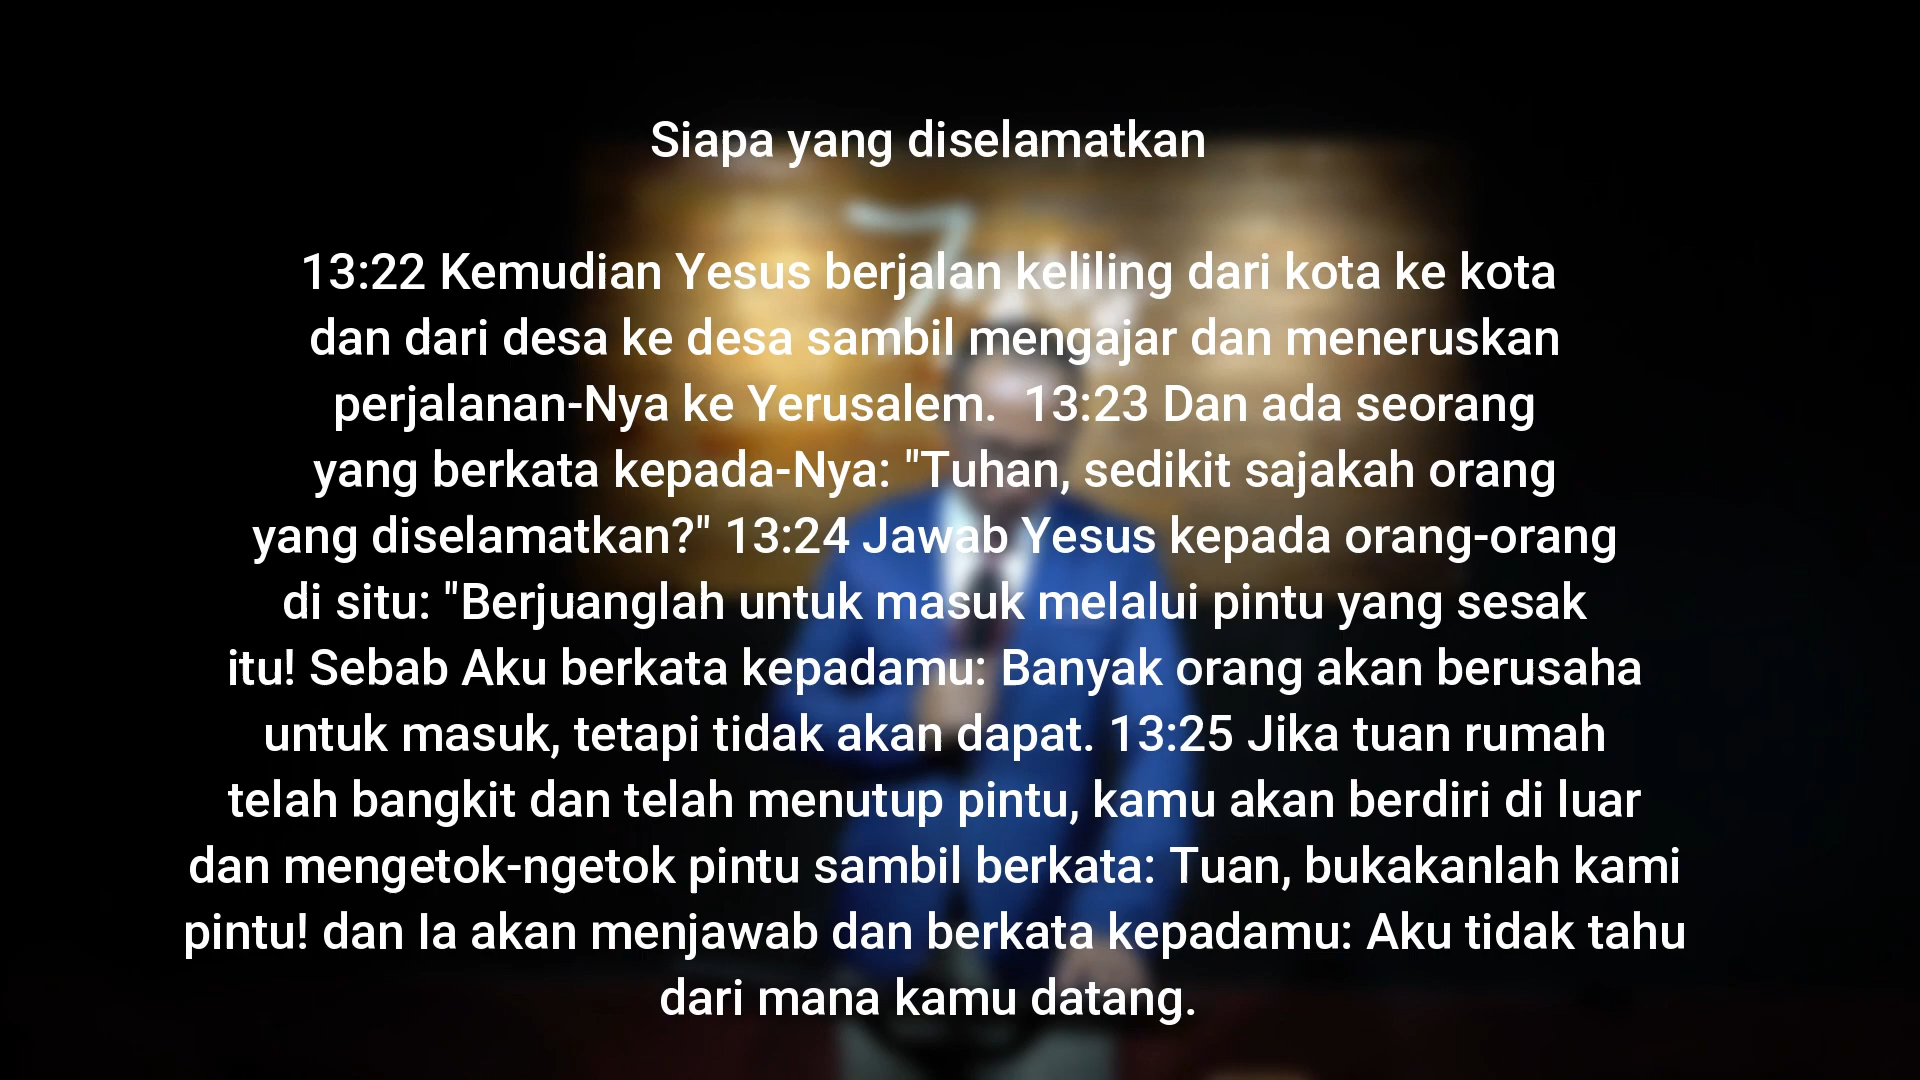 Siapa yang diselamatkan
13:22 Kemudian Yesus berjalan keliling dari kota ke kota
dan dari desa ke desa sambil mengajar dan meneruskan
perjalanan-Nya ke Yerusalem.  13:23 Dan ada seorang
yang berkata kepada-Nya: "Tuhan, sedikit sajakah orang
yang diselamatkan?" 13:24 Jawab Yesus kepada orang-orang
di situ: "Berjuanglah untuk masuk melalui pintu yang sesak
itu! Sebab Aku berkata kepadamu: Banyak orang akan berusaha
untuk masuk, tetapi tidak akan dapat. 13:25 Jika tuan rumah
telah bangkit dan telah menutup pintu, kamu akan berdiri di luar
dan mengetok-ngetok pintu sambil berkata: Tuan, bukakanlah kami
pintu! dan Ia akan menjawab dan berkata kepadamu: Aku tidak tahu
dari mana kamu datang.